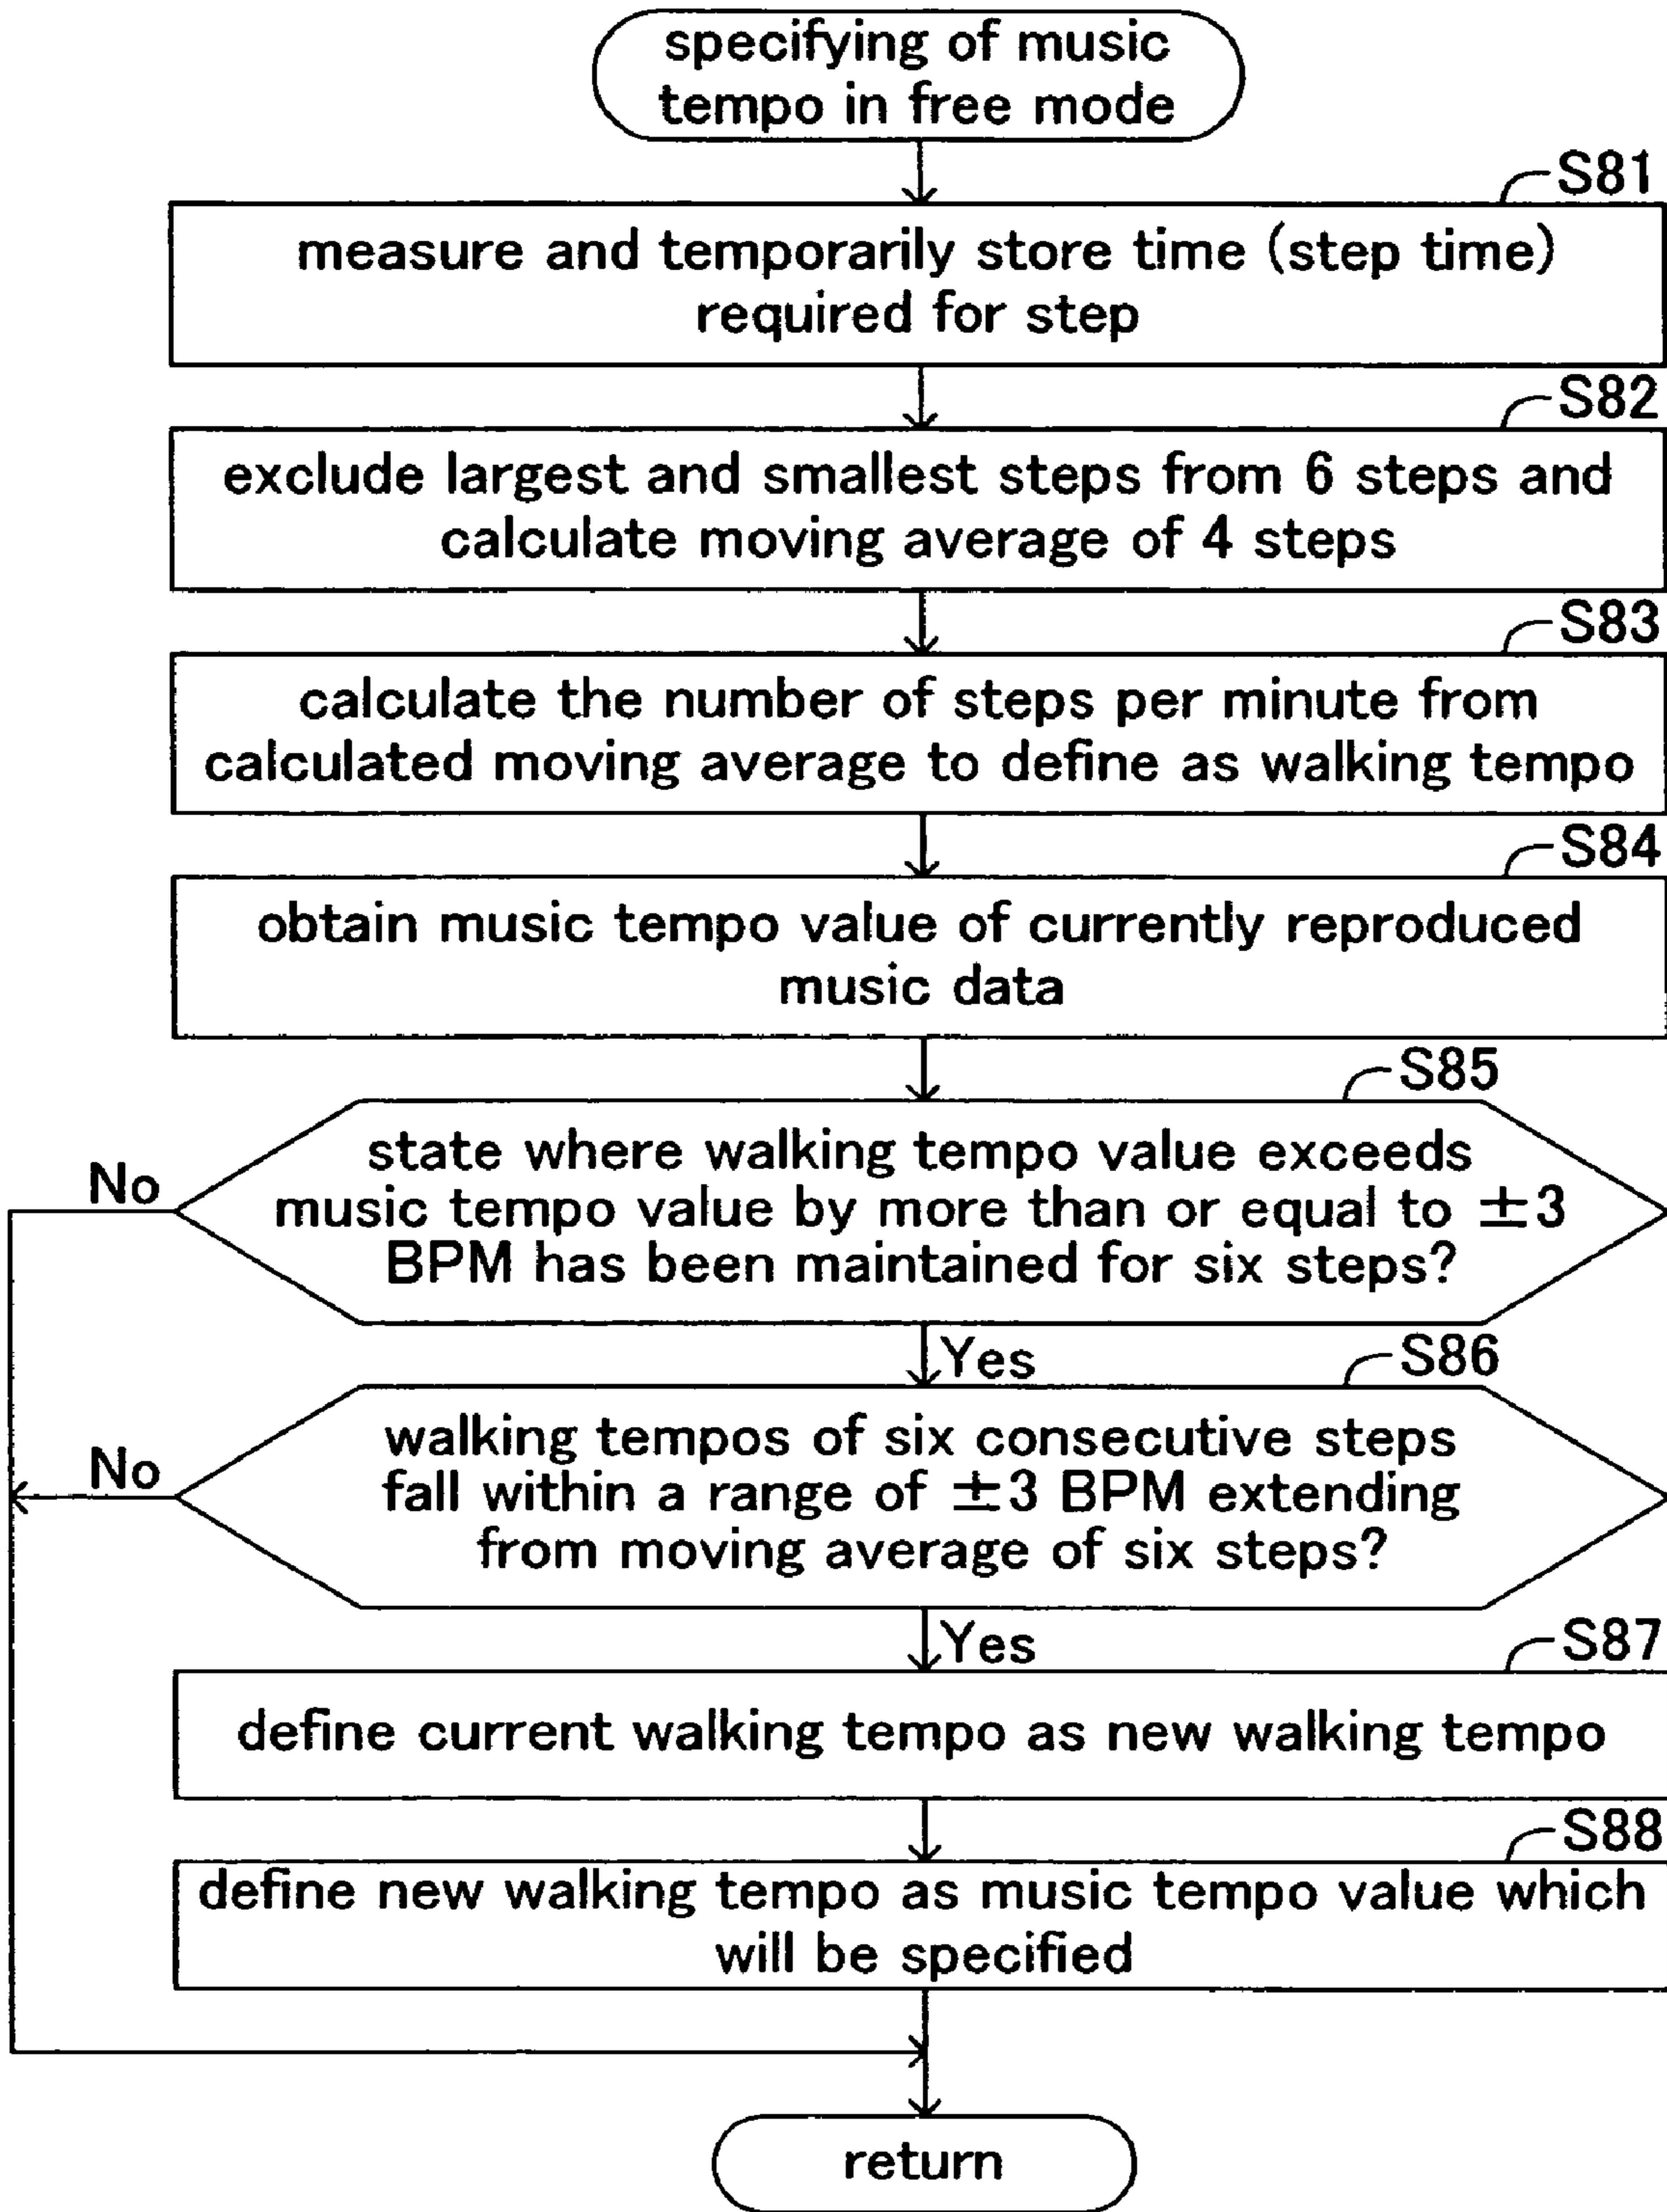 specifying of music
tempo in free mode
S81
measure and temporarily store time (step time)
required for step
S82
exclude largest and smallest steps from 6 steps and
calculate moving average of 4 steps
S83
calculate the number of steps per minute from
calculated moving average to define as walking tempo
S84
obtain music tempo value of currently reproduced
music data
S85
state where walking tempo value exceeds
No
music tempo value by more than or equal to ±3
BPM has been maintained for six steps?
Yes
S86
walking tempos of six consecutive steps
No
fall within a range of ±3 BPM extending
from moving average of six steps?
Yes
S87
define current walking tempo as new walking tempo
S88
define new walking tempo as music tempo value which
will be specified
return